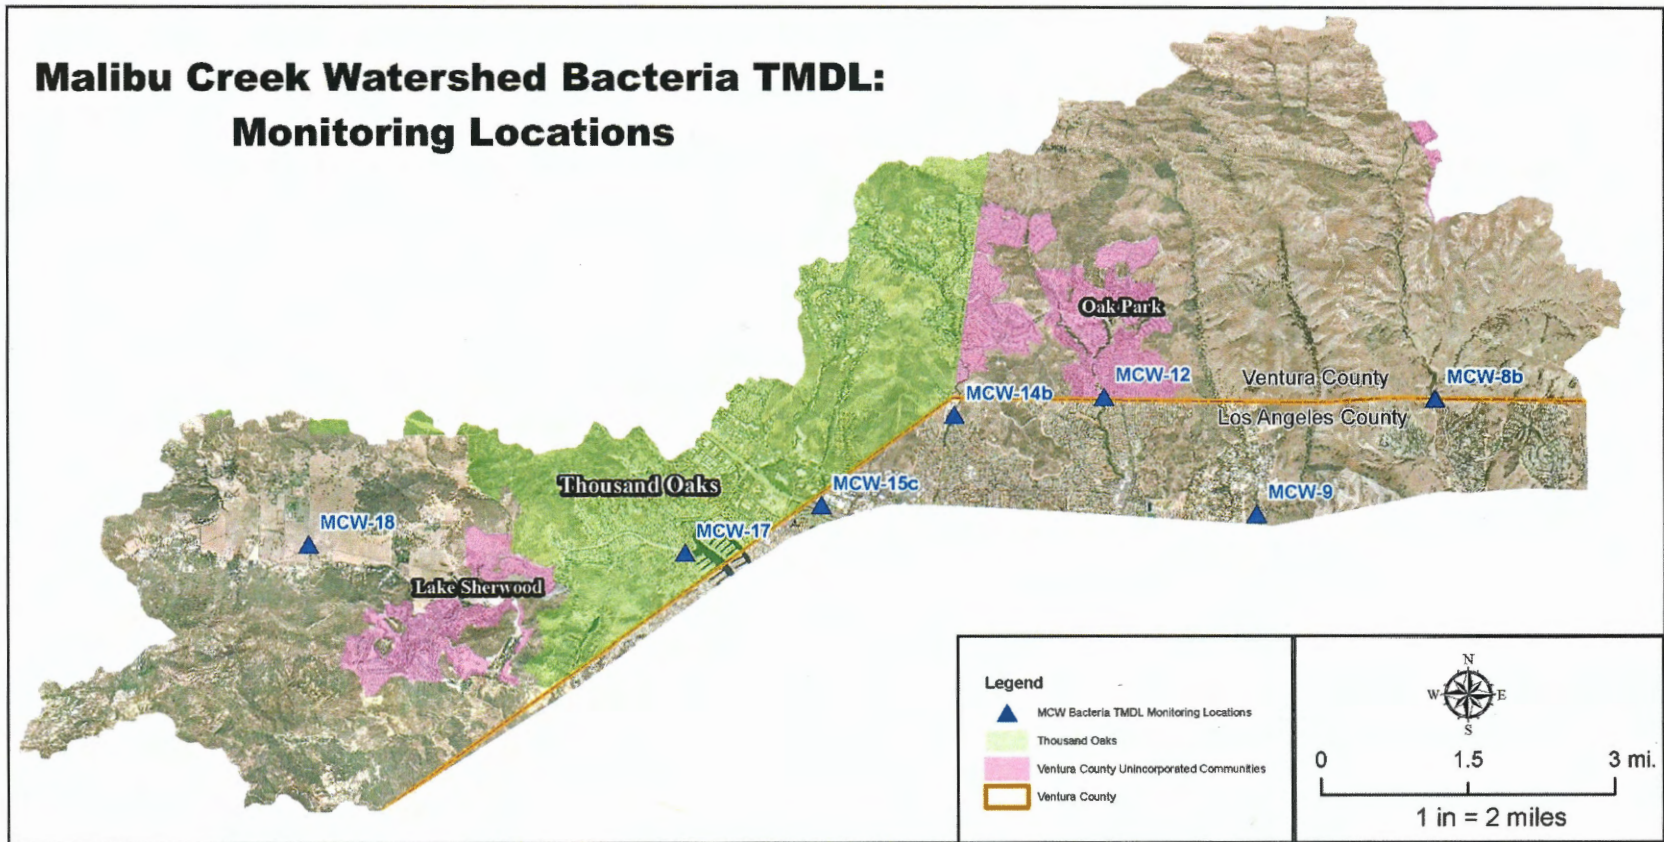 Malibu Creek Watershed Bacteria TMDL:
Monitoring Locations
Oak Park
MCW-12
Ventura County
MCW-8b
MCW-14b
Los Angeles County
Thousand Oaks
MCW-15c
MCW-9
MCW-18
MCW-17
Lake Sherwood
Legend
MCW Bacteria TMDL Monitoring Locations
Thousand Oaks
Ventura County Unincorporated Communities
Ventura County
N
W E
S
0 1.5 3 mi.
1 in = 2 miles